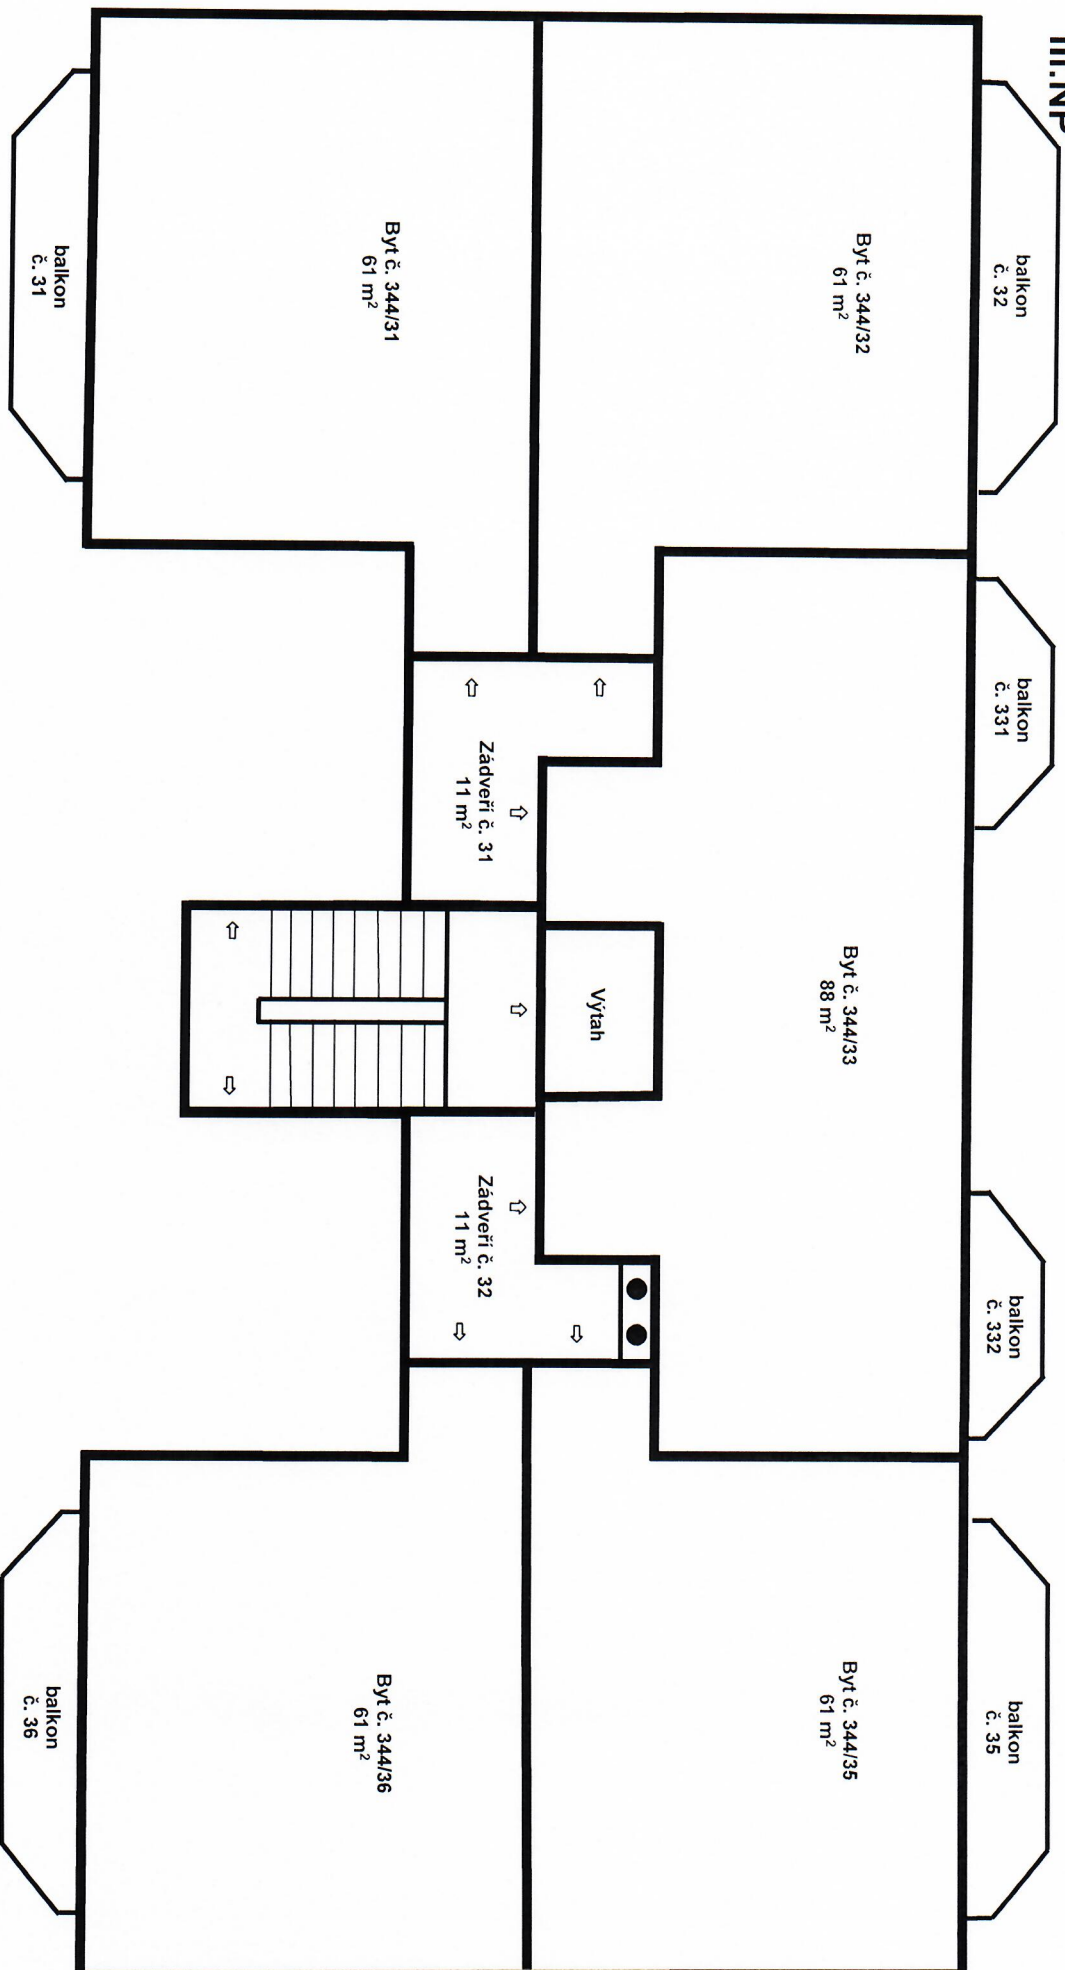 III.NP
balkon
č. 32
balkon
č. 331
balkon
č. 332
balkon
č. 35
Byt č. 344/32
61 m²
Byt č. 344/33
88 m²
Byt č. 344/35
61 m²
Výtah
Zádveří č. 31
11 m²
Zádveří č. 32
11 m²
Byt č. 344/31
61 m²
Byt č. 344/36
61 m²
balkon
č. 31
balkon
č. 36